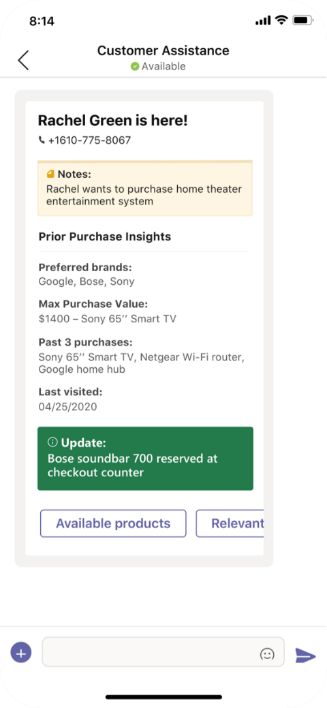 8:14
Customer Assistance
Available
Rachel Green is here!
+1610-775-8067
Notes:
Rachel wants to purchase home theater
entertainment system
Prior Purchase Insights
Preferred brands:
Google, Bose, Sony
Max Purchase Value:
$1400 – Sony 65’’ Smart TV
Past 3 purchases:
Sony 65’’ Smart TV, Netgear Wi-Fi router,
Google home hub
Last visited:
04/25/2020
Update:
Bose soundbar 700 reserved at
checkout counter
Available products
Relevant